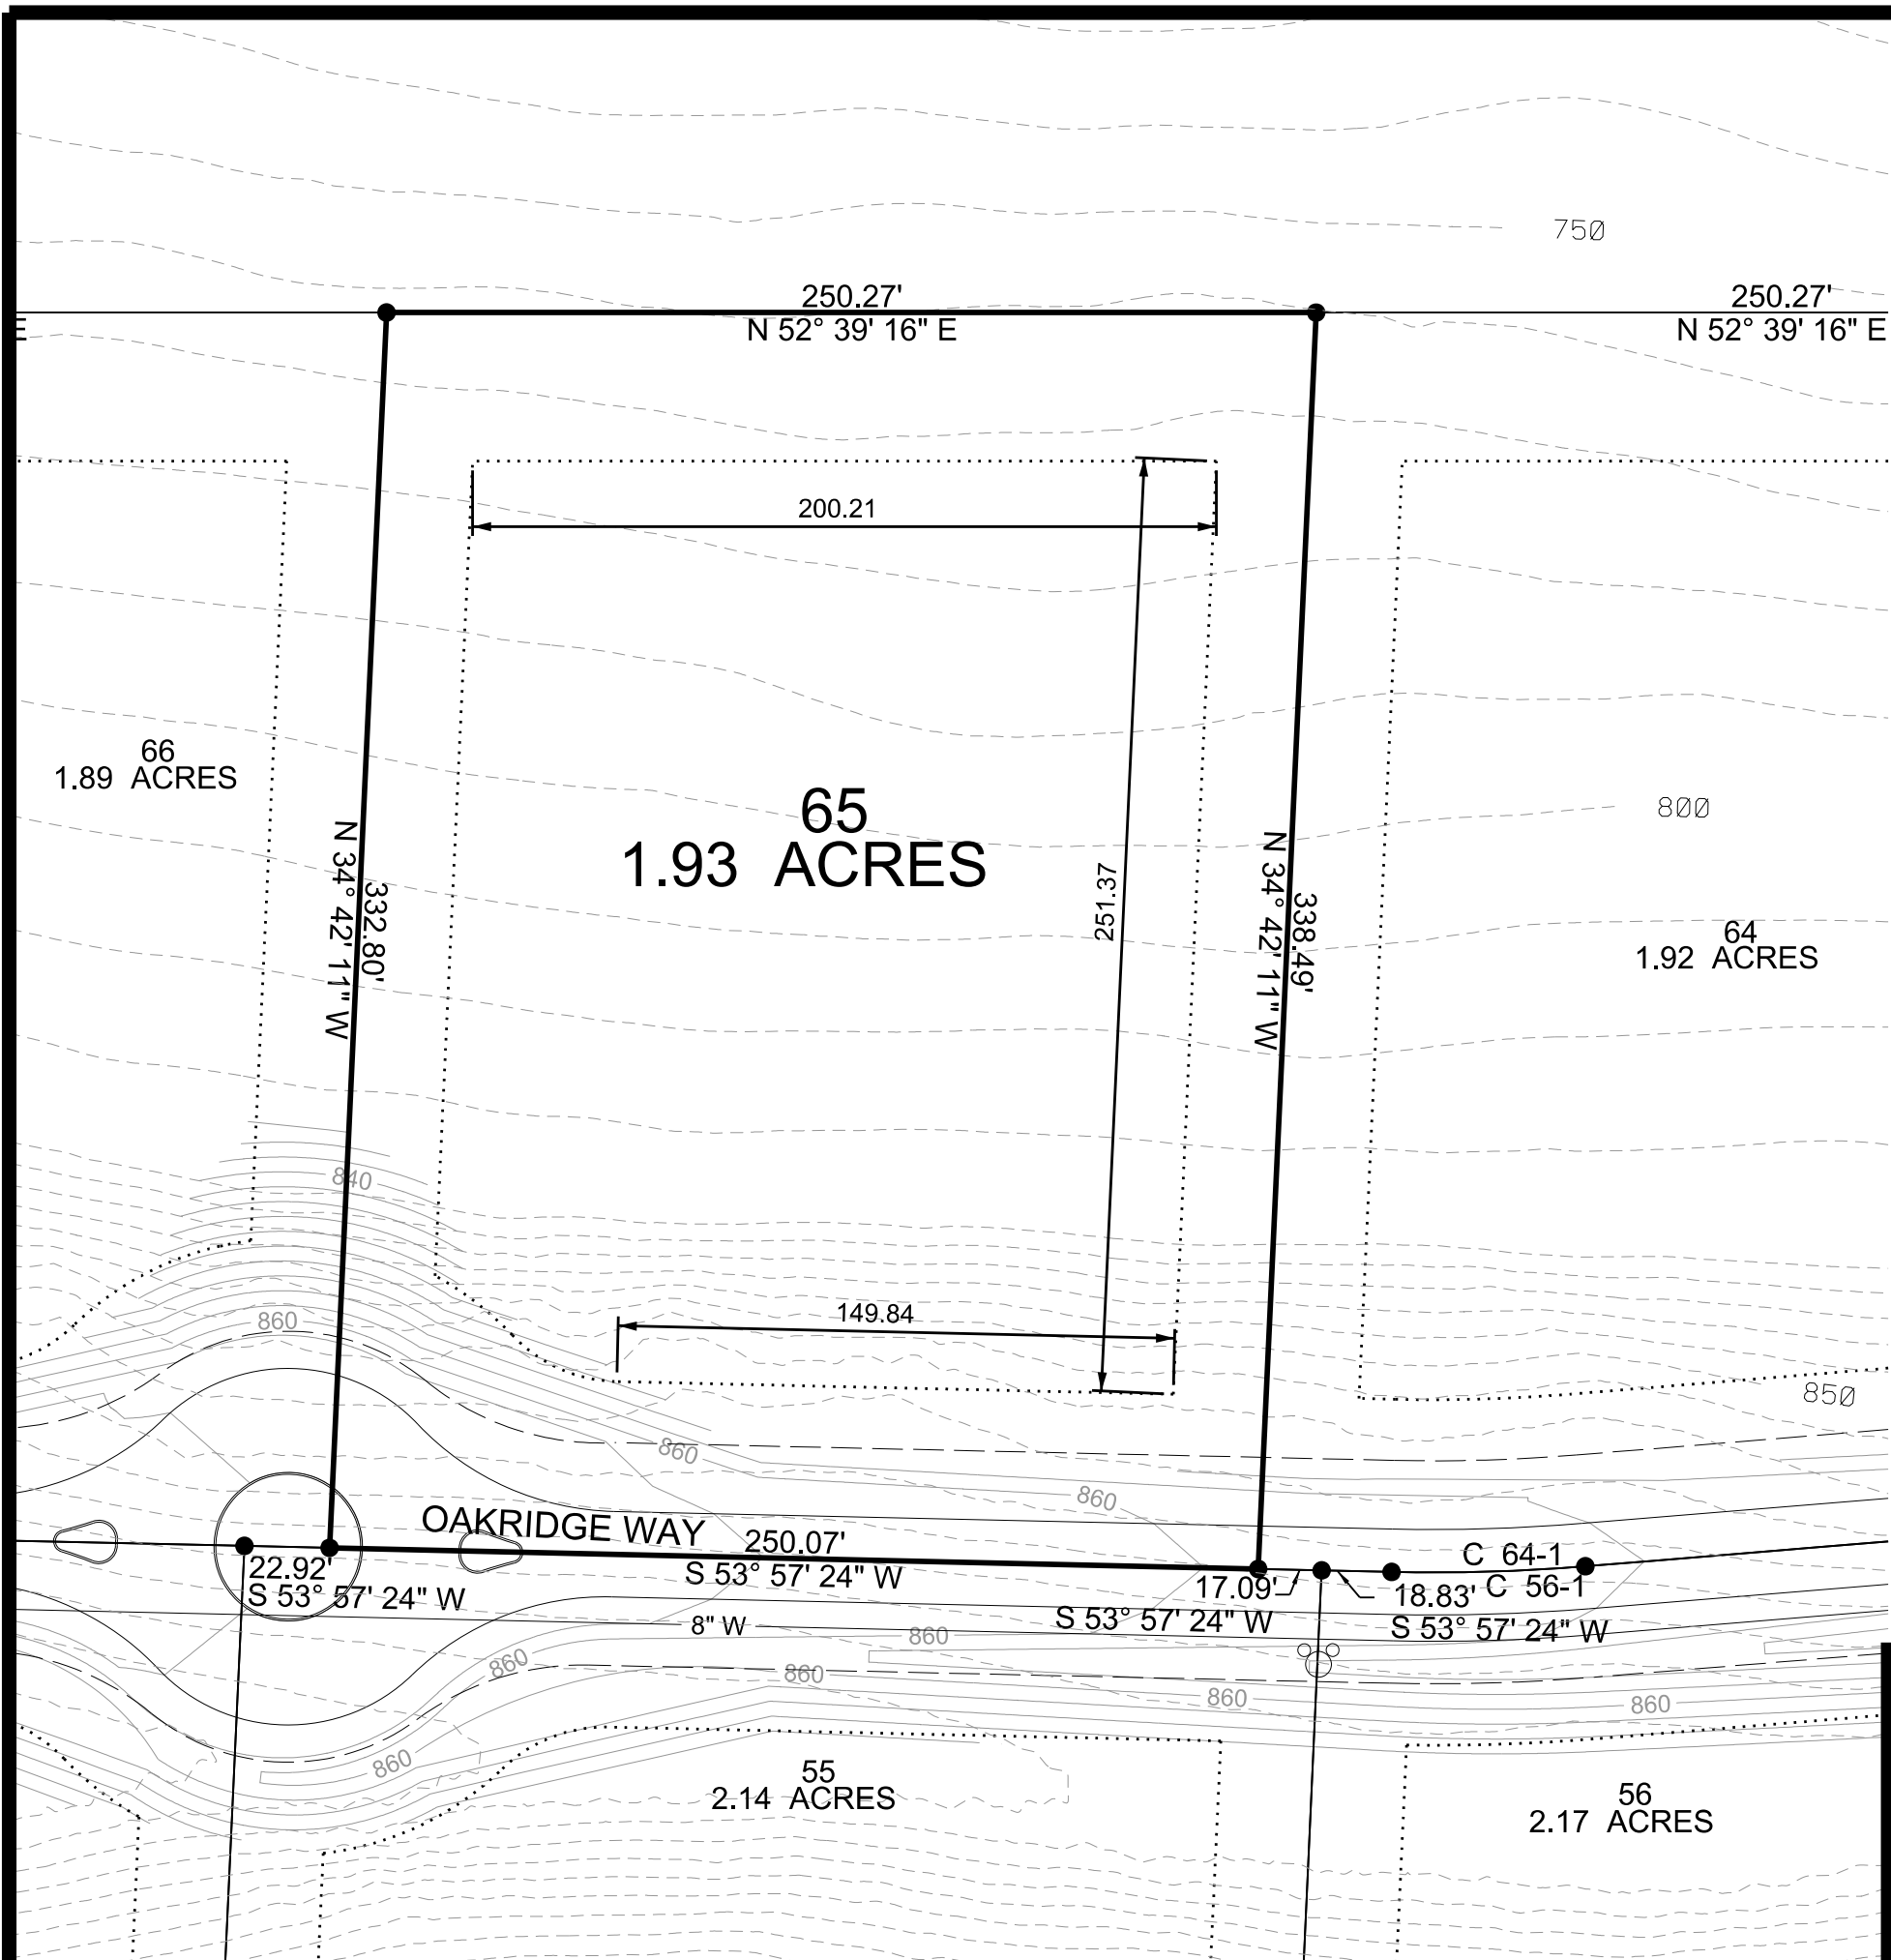 750
250.27'
N 52° 39' 16" E
250.27'
N 52° 39' 16" E
E
200.21
66
1.89 ACRES
65
1.93 ACRES
800
N 34° 42' 11" W
332.80'
251.37
N 34° 42' 11" W
338.49'
64
1.92 ACRES
840
860
149.84
850
860
860
OAKRIDGE WAY
250.07'
S 53° 57' 24" W
22.92'
S 53° 57' 24" W
17.09'
S 53° 57' 24" W
C 64-1
C 56-1
18.83'
S 53° 57' 24" W
8" W
860
860
860
860
860
860
55
2.14 ACRES
56
2.17 ACRES